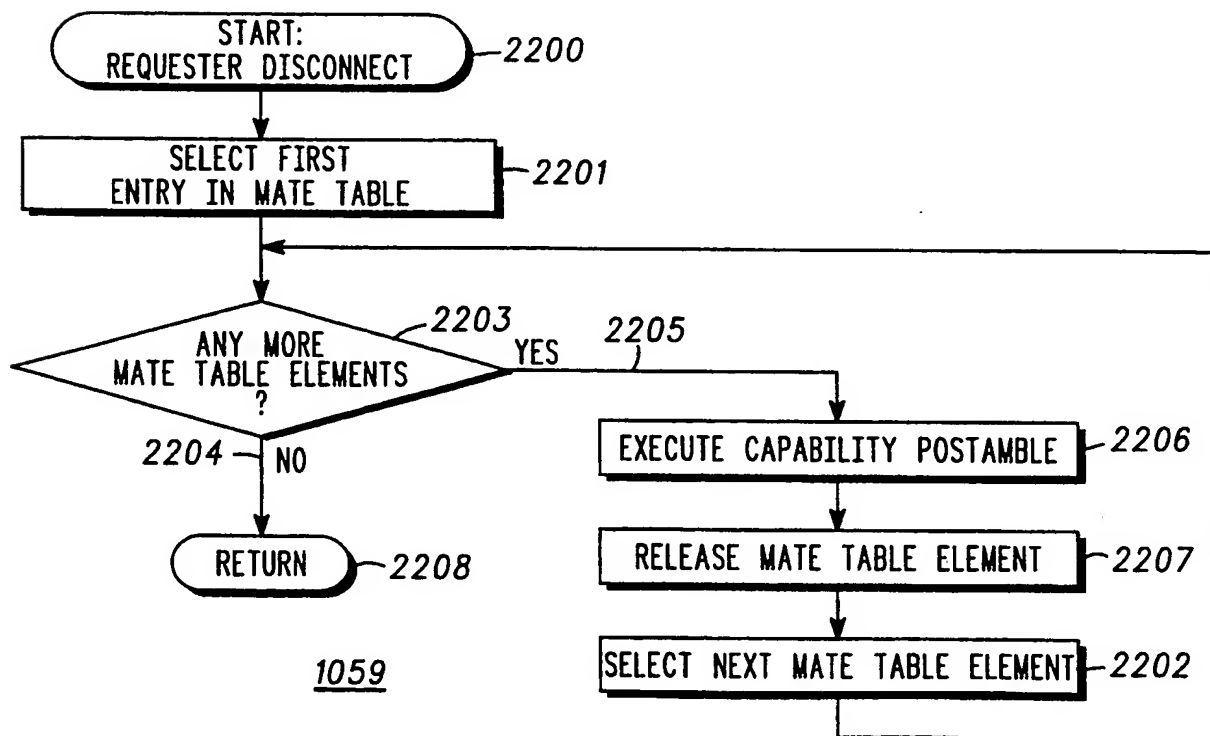 START:
REQUESTER DISCONNECT
2200
SELECT FIRST
ENTRY IN MATE TABLE
2201
ANY MORE
MATE TABLE ELEMENTS
?
2203
YES
2205
2204
NO
EXECUTE CAPABILITY POSTAMBLE
2206
RETURN
2208
RELEASE MATE TABLE ELEMENT
2207
SELECT NEXT MATE TABLE ELEMENT
2202
1059